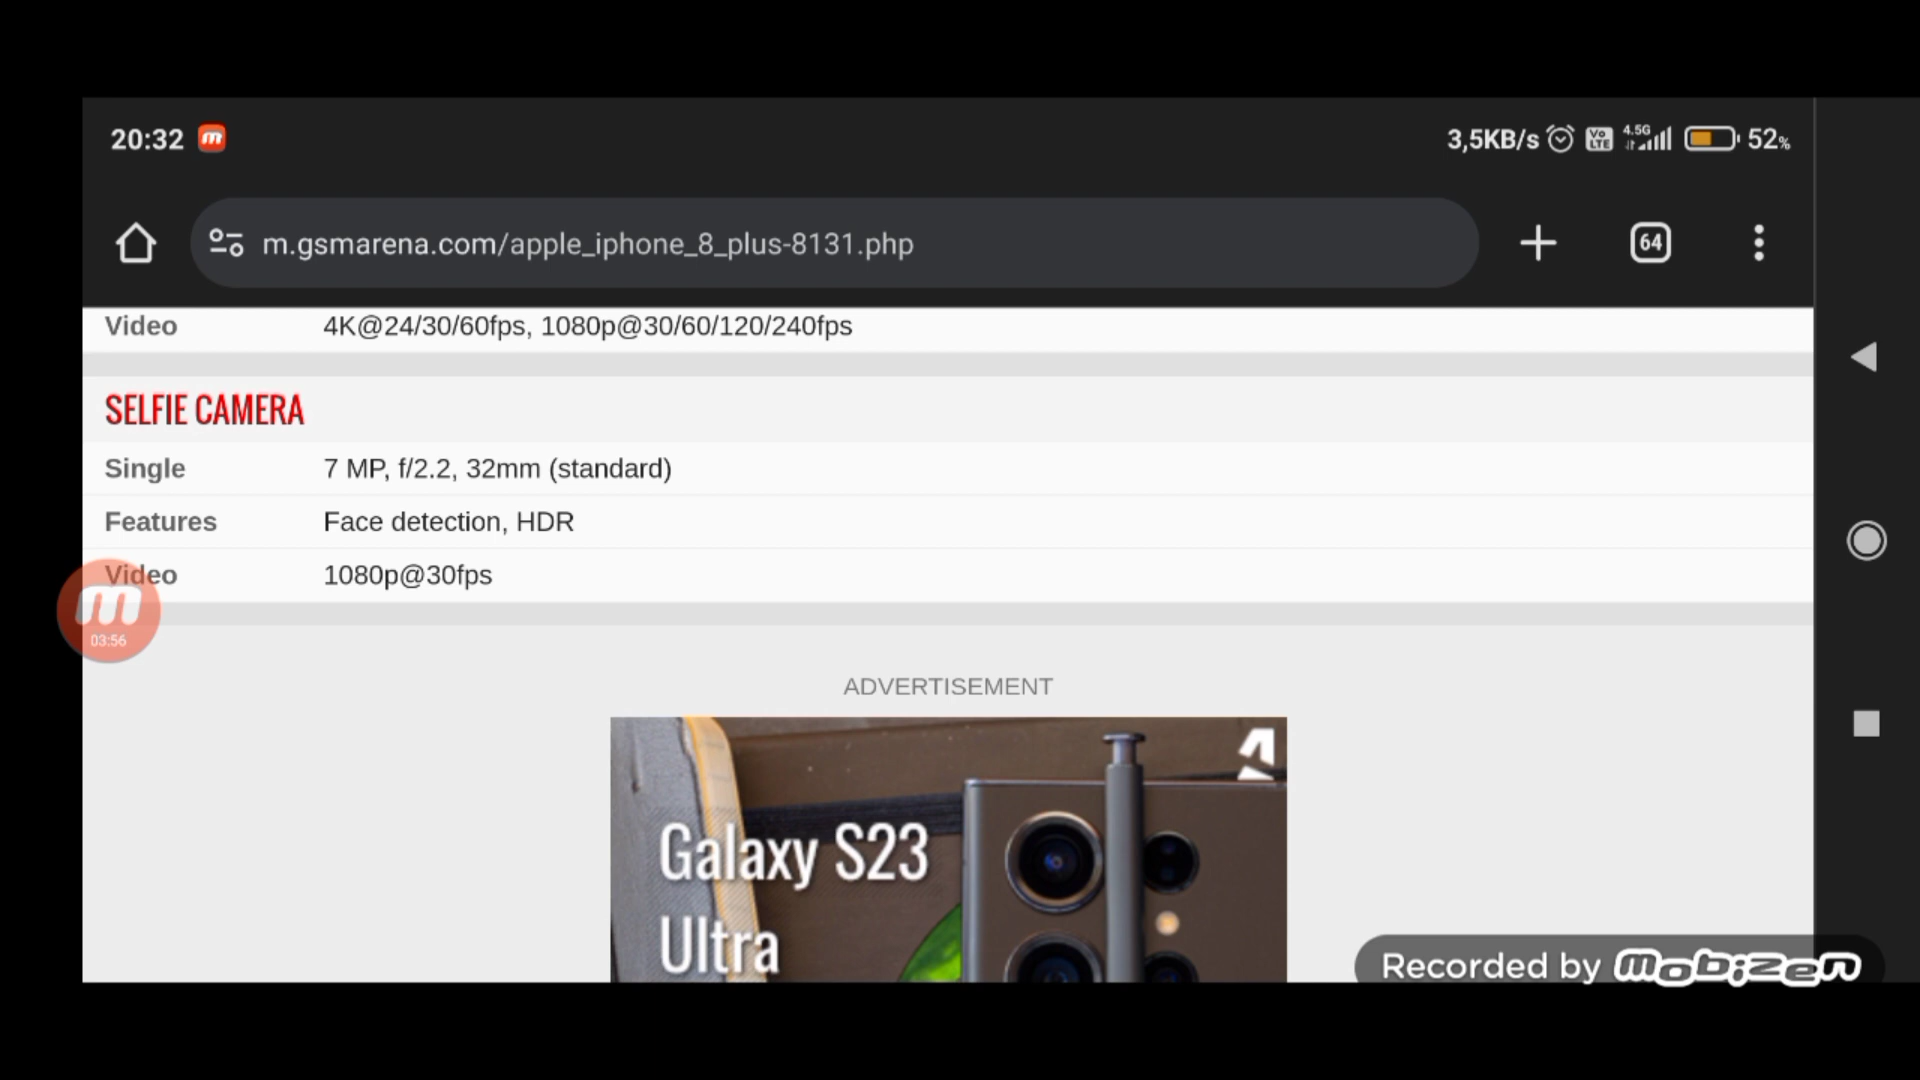 20:32 m 3,5KB/s Vo LTE 4.5G 52%
m.gsmarena.com/apple_iphone_8_plus-8131.php 64
Video 4K@24/30/60fps, 1080p@30/60/120/240fps
SELFIE CAMERA
Single 7 MP, f/2.2, 32mm (standard)
Features Face detection, HDR
Video 1080p@30fps
m
03:56
ADVERTISEMENT
Galaxy S23
Ultra
Recorded by mobizen